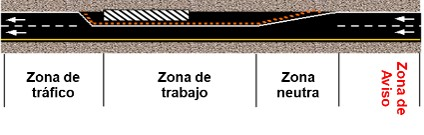 Zona de
tráfico
Zona de
trabajo
Zona
neutra
Zona de
Aviso